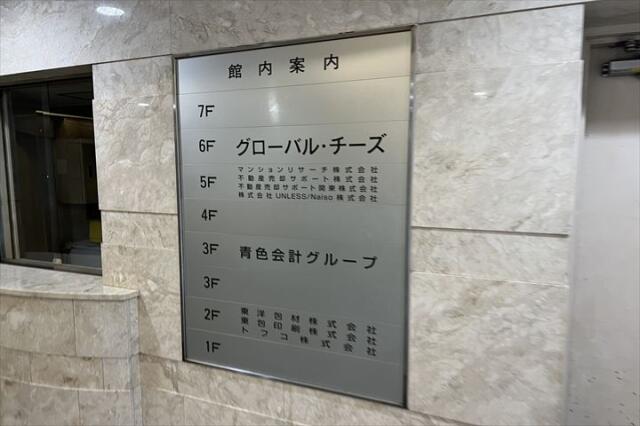 館内案内
7F
6F グローバル・チーズ
マンションリサーチ株式会社
5F 不動産売却サポート株式会社
不動産売却サポート関東株式会社
株式会社UNLESS/Naiso株式会社
4F
3F 青色会計グループ
3F
2F 東洋包材株式会社
東包印刷株式会社
トフコ株式会社
1F